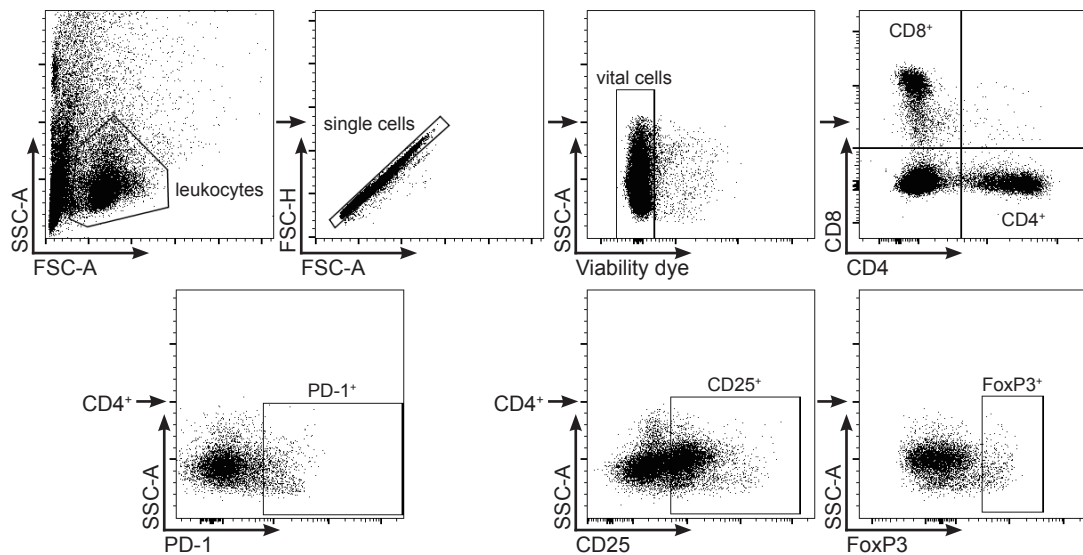 leukocytes
SSC-A
FSC-A
single cells
FSC-H
FSC-A
vital cells
SSC-A
Viability dye
CD8⁺
CD4⁺
CD8
CD4
CD4⁺
PD-1⁺
SSC-A
PD-1
CD4⁺
CD25⁺
SSC-A
CD25
FoxP3⁺
SSC-A
FoxP3